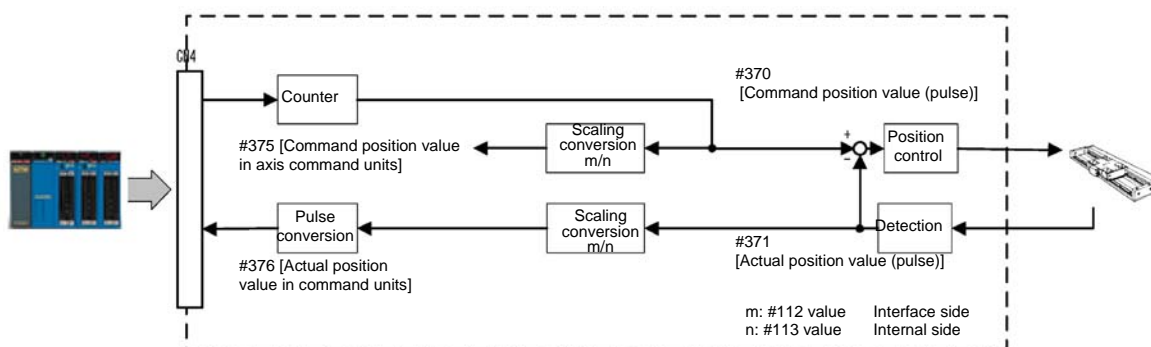 CN4
#370
[Command position value (pulse)]
Counter
#375 [Command position value
in axis command units]
Scaling
conversion
m/n
+
−
Position
control
Pulse
conversion
Scaling
conversion
m/n
Detection
#371
[Actual position value (pulse)]
#376 [Actual position
value in command units]
m: #112 value Interface side
n: #113 value Internal side